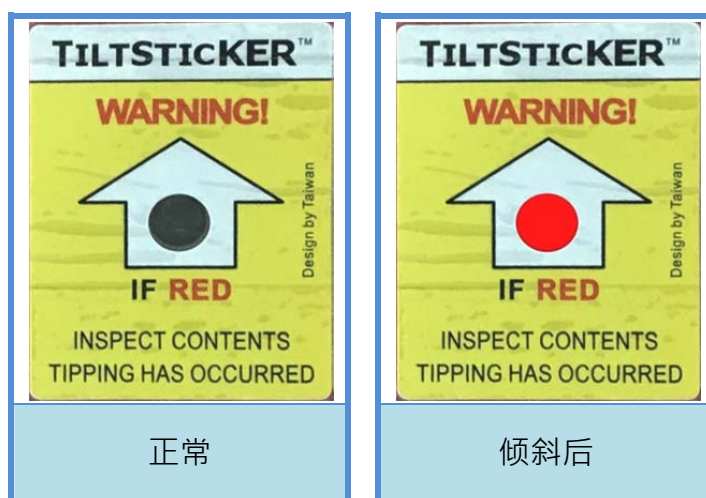 TILTSTICKER™
WARNING!
Design by Taiwan
IF RED
INSPECT CONTENTS
TIPPING HAS OCCURRED
正常
TILTSTICKER™
WARNING!
Design by Taiwan
IF RED
INSPECT CONTENTS
TIPPING HAS OCCURRED
倾斜后